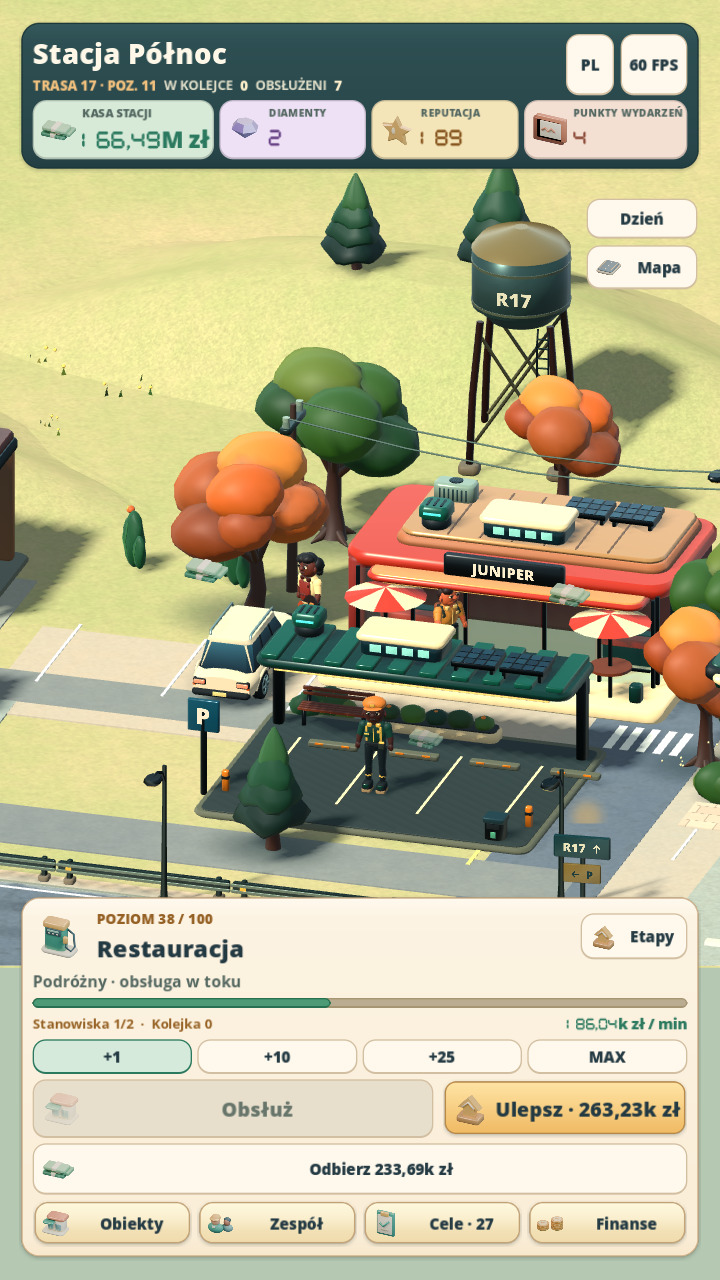 Stacja Północ
PL
60 FPS
TRASA 17 · POZ. 11 W KOLEJCE 0 OBSŁUŻENI 7
KASA STACJI
166,49M zł
DIAMENTY
2
REPUTACJA
189
PUNKTY WYDARZEŃ
4
Dzień
Mapa
R17
JUNIPER
P
R17 ↑
← P
POZIOM 38 / 100
Restauracja
Etapy
Podróżny · obsługa w toku
Stanowiska 1/2 · Kolejka 0
186,04k zł / min
+1
+10
+25
MAX
Obsłuż
Ulepsz · 263,23k zł
Odbierz 233,69k zł
Obiekty
Zespół
Cele · 27
Finanse